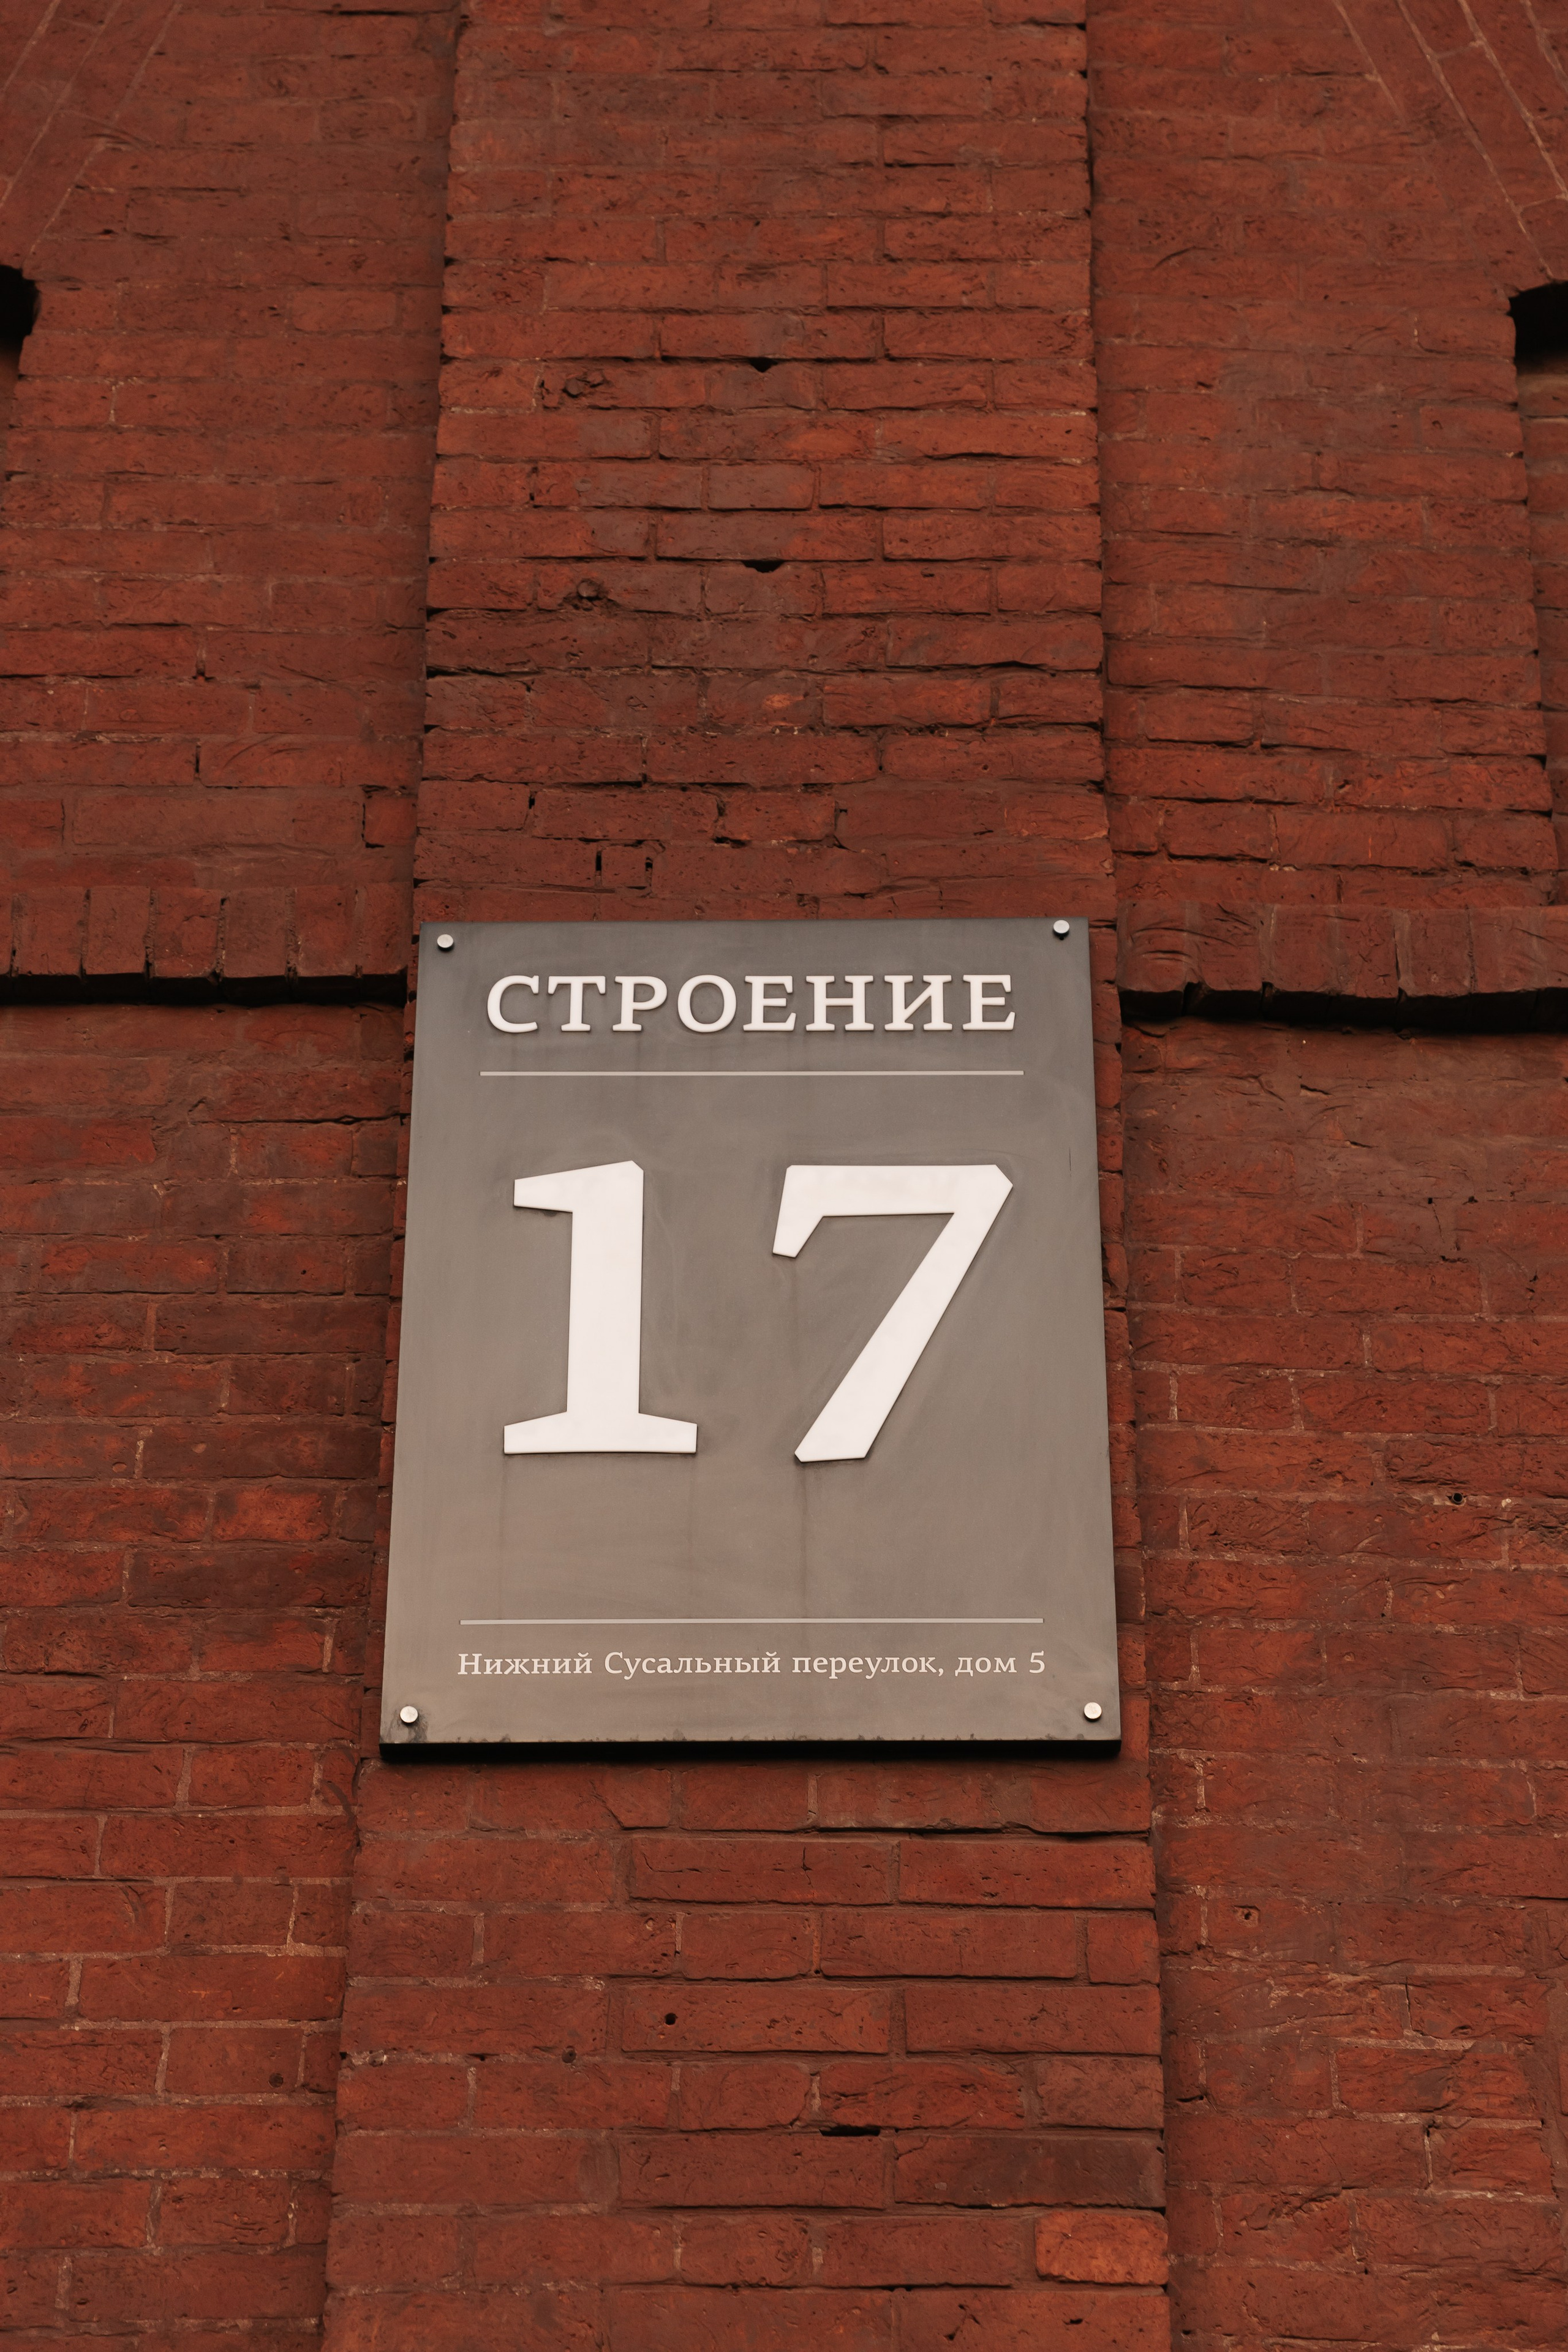 СТРОЕНИЕ
17
Нижний Сусальный переулок, дом 5